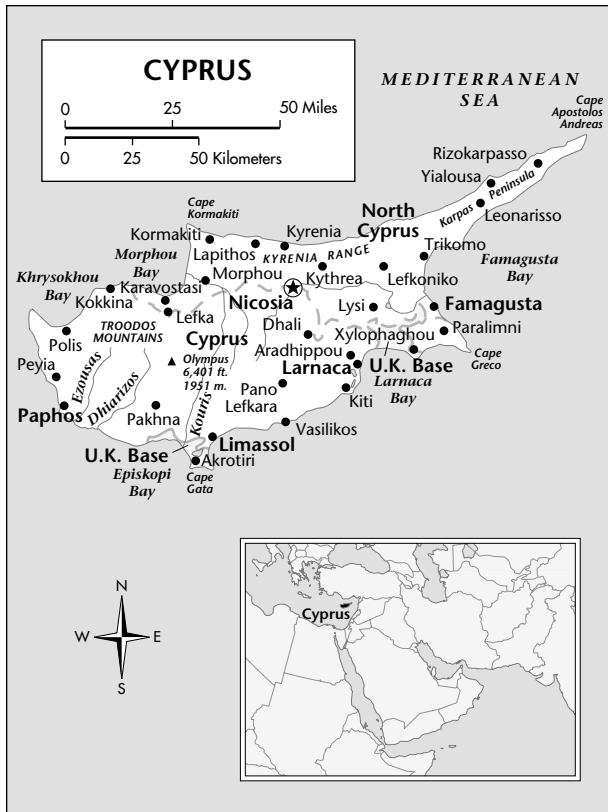 CYPRUS
0 25 50 Miles
0 25 50 Kilometers
MEDITERRANEAN
SEA
Cape
Apostolos
Andreas
Rizokarpasso
Yialousa
Karpas Peninsula
Leonarisso
Cape
Kormakiti
North
Cyprus
Kormakiti
Lapithos
Kyrenia
KYRENIA RANGE
Trikomo
Morphou
Bay
Morphou
Kythrea
Lefkoniko
Famagusta
Bay
Khrysokhou
Bay
Karavostasi
Kokkina
Nicosia
Lysi
Famagusta
Lefka
TROODOS
MOUNTAINS
Cyprus
Dhali
Xylophaghou
Paralimni
Polis
Olympus
6,401 ft.
1951 m.
Aradhippou
Cape
Greco
Peyia
Ezousas
Larnaca
U.K. Base
Larnaca
Bay
Dhiarizos
Kouris
Pano
Lefkara
Kiti
Paphos
Pakhna
Vasilikos
Limassol
U.K. Base
Episkopi
Bay
Akrotiri
Cape
Gata
N
W E
S
Cyprus